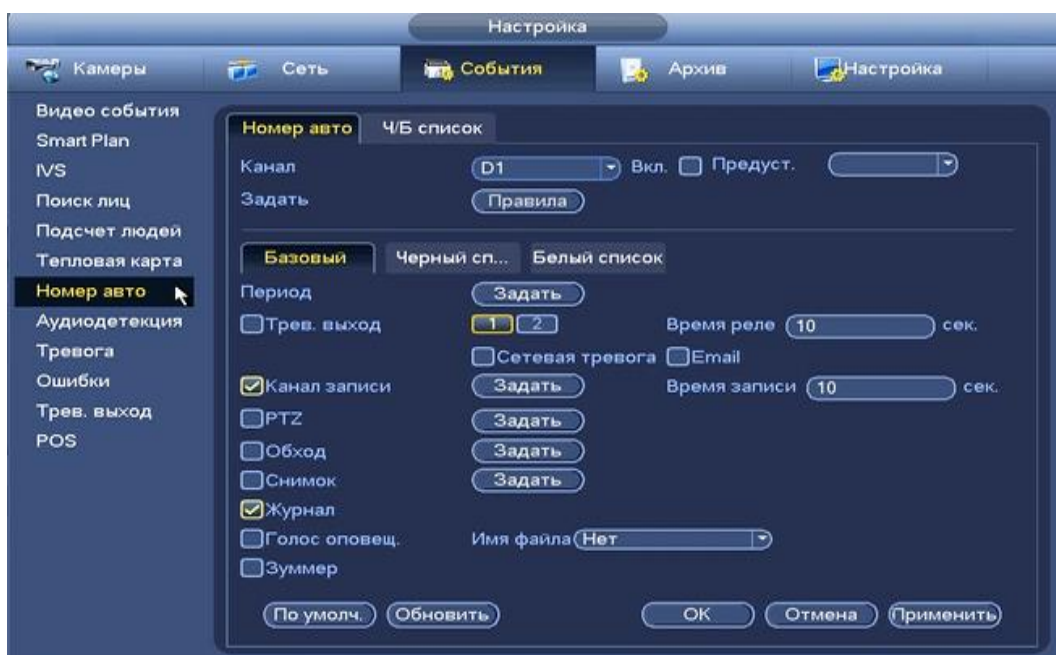 Настройка
Камеры Сеть События Архив Настройка
Видео события
Smart Plan
IVS
Поиск лиц
Подсчет людей
Тепловая карта
Номер авто
Аудиодетекция
Тревога
Ошибки
Трев. выход
POS
Номер авто Ч/Б список
Канал D1 Вкл. Предуст.
Задать Правила
Базовый Черный сп... Белый список
Период Задать
Трев. выход 1 2 Время реле 10 сек.
Сетевая тревога Email
Канал записи Задать Время записи 10 сек.
PTZ Задать
Обход Задать
Снимок Задать
Журнал
Голос оповещ. Имя файла Нет
Зуммер
По умолч. Обновить OK Отмена Применить